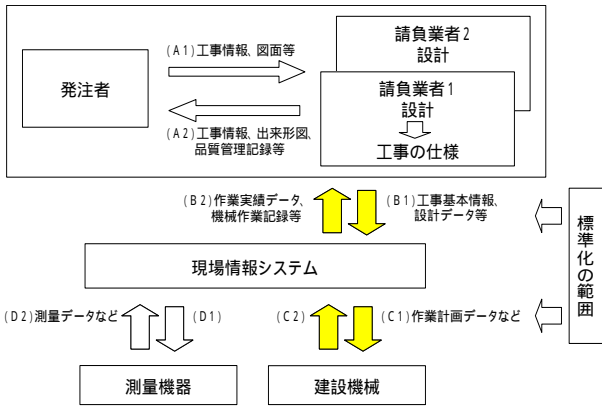 発注者
(A1)工事情報、図面等
(A2)工事情報、出来形図、
品質管理記録等
請負業者2
設計
請負業者1
設計
工事の仕様
(B2)作業実績データ、
機械作業記録等
(B1)工事基本情報、
設計データ等
標準化の範囲
現場情報システム
(D2)測量データなど
(D1)
(C2)
(C1)作業計画データなど
測量機器
建設機械